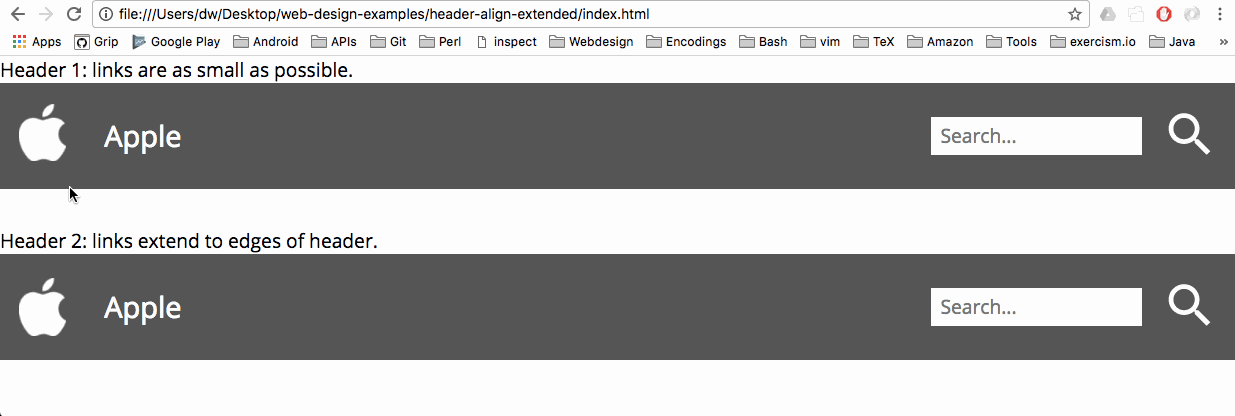 file:///Users/dw/Desktop/web-design-examples/header-align-extended/index.html
Apps Grip Google Play Android APIs Git Perl inspect Webdesign Encodings Bash vim TeX Amazon Tools exercism.io Java »
Header 1: links are as small as possible.
Apple Search...
Header 2: links extend to edges of header.
Apple Search...